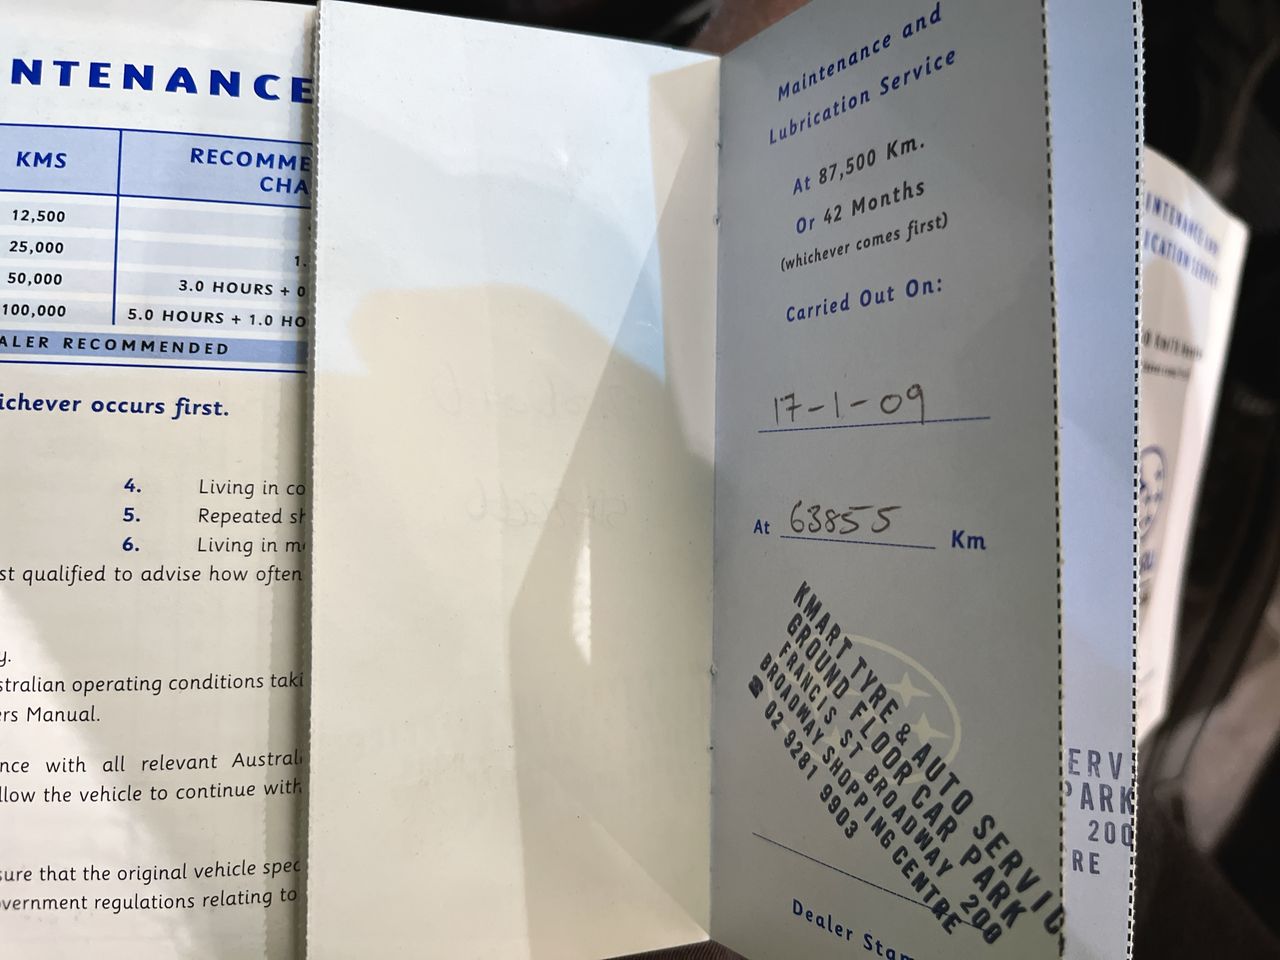 NTENANCE
KMS
RECOMME
CHA
12,500
25,000
1.
50,000
3.0 HOURS + 0
100,000
5.0 HOURS + 1.0 HO
ALER RECOMMENDED
ichever occurs first.
4. Living in co
5. Repeated sh
6. Living in m
st qualified to advise how often
y.
stralian operating conditions taki
ers Manual.
nce with all relevant Austral
llow the vehicle to continue with
sure that the original vehicle spec
vernment regulations relating to
Maintenance and
Lubrication Service
At 87,500 Km.
Or 42 Months
(whichever comes first)
Carried Out On:
17-1-09
At 63855 Km
KMART TYRE & AUTO SERVIC
GROUND FLOOR CAR PARK
FRANCIS ST BROADWAY 200
BROADWAY SHOPPING CENTRE
☎ 02 9281 9903
Dealer Stam
ERV
PARK
200
RE